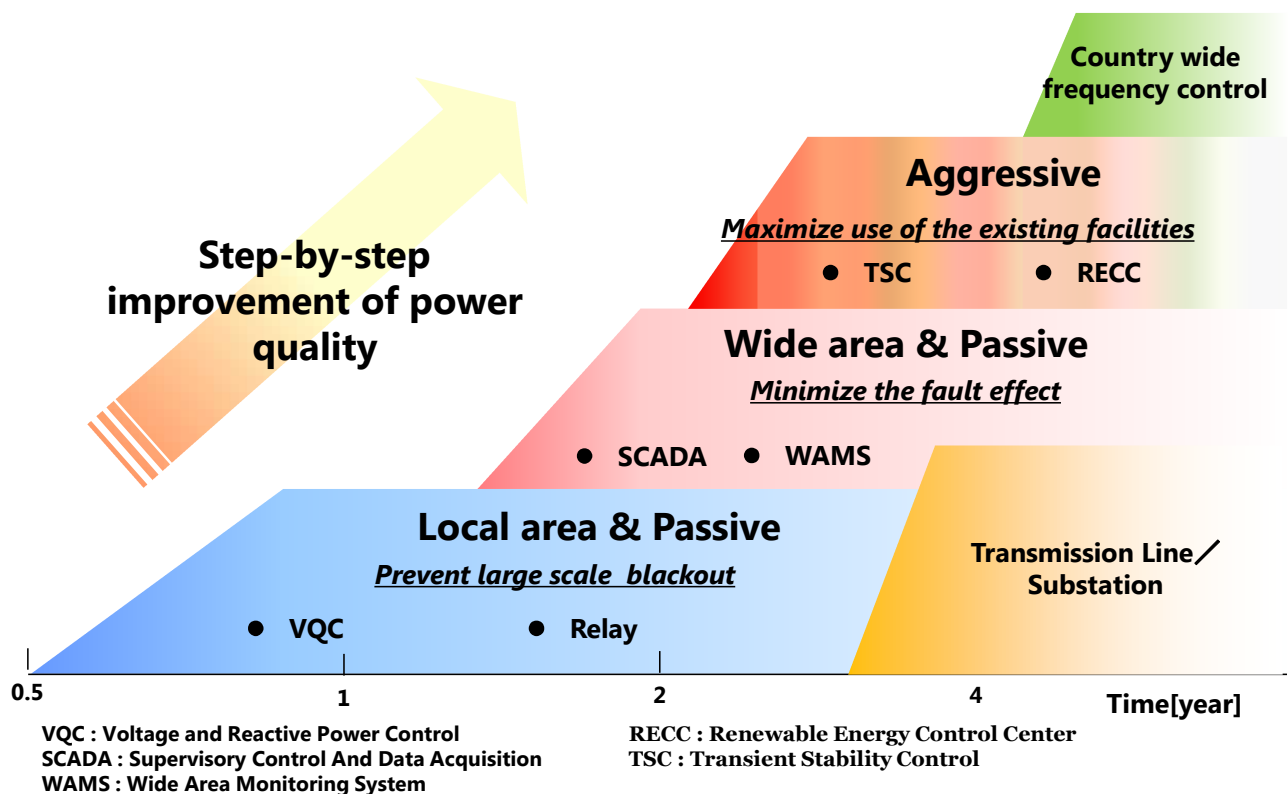 Country wide
frequency control
Aggressive
Maximize use of the existing facilities
● TSC ● RECC
Step-by-step
improvement of power
quality
Wide area & Passive
Minimize the fault effect
● SCADA ● WAMS
Local area & Passive
Prevent large scale blackout
● VQC ● Relay
Transmission Line／
Substation
0.5 1 2 4 Time[year]
VQC : Voltage and Reactive Power Control
SCADA : Supervisory Control And Data Acquisition
WAMS : Wide Area Monitoring System
RECC : Renewable Energy Control Center
TSC : Transient Stability Control